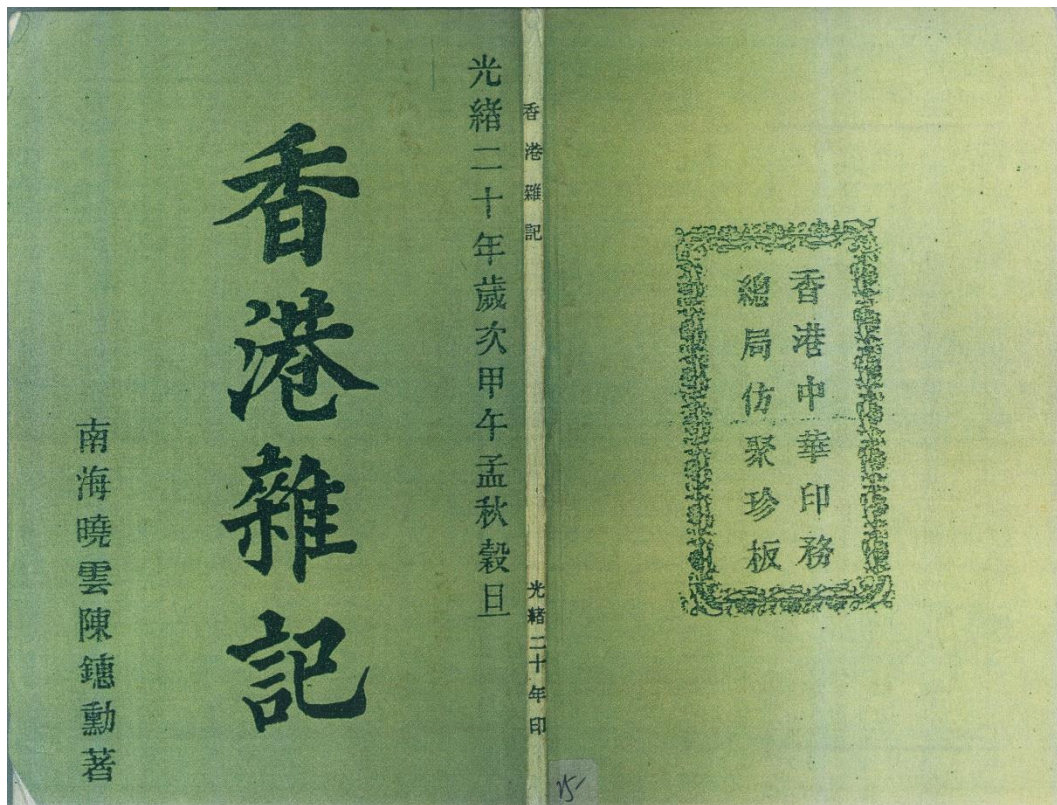 光緒二十年歲次甲午孟秋穀旦
香港雜記
南海曉雲陳鏸勳著
香港雜記
光緒二十年印
香港中華印務
總局仿聚珍板